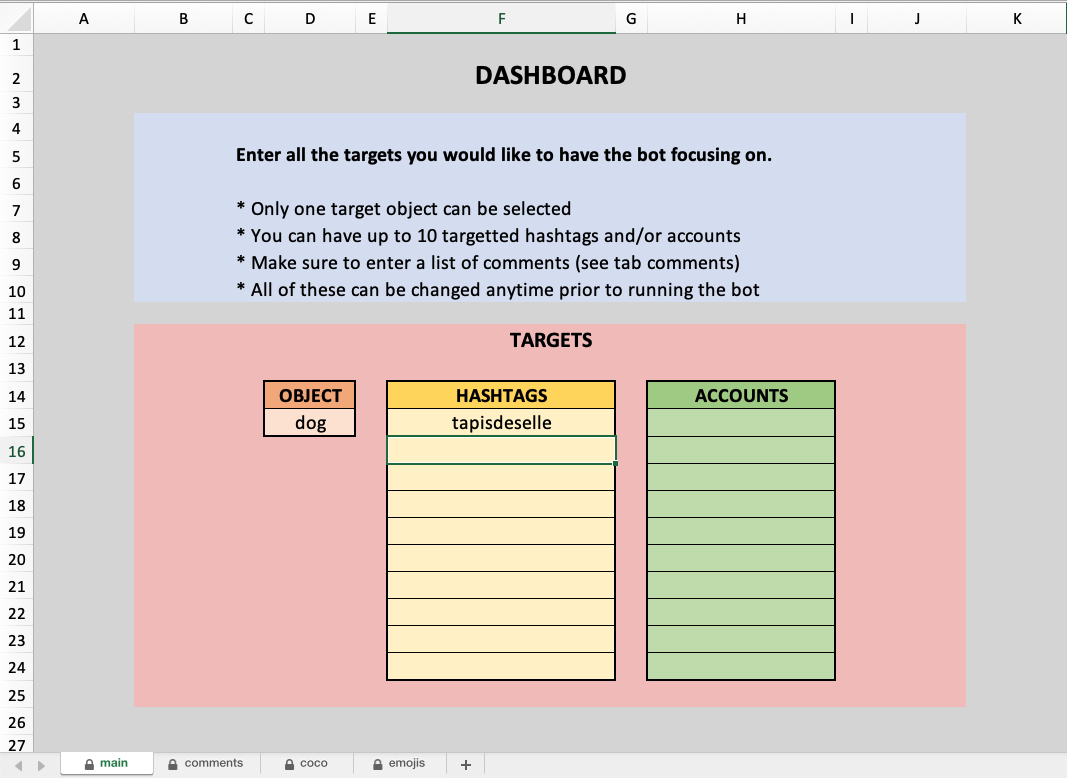 A B C D E F G H I J K
1
2 DASHBOARD
3
4
5 Enter all the targets you would like to have the bot focusing on.
6
7 * Only one target object can be selected
8 * You can have up to 10 targetted hashtags and/or accounts
9 * Make sure to enter a list of comments (see tab comments)
10 * All of these can be changed anytime prior to running the bot
11
12 TARGETS
13
14 OBJECT HASHTAGS ACCOUNTS
15 dog tapisdeselle
16
17
18
19
20
21
22
23
24
25
26
27
main comments coco emojis +